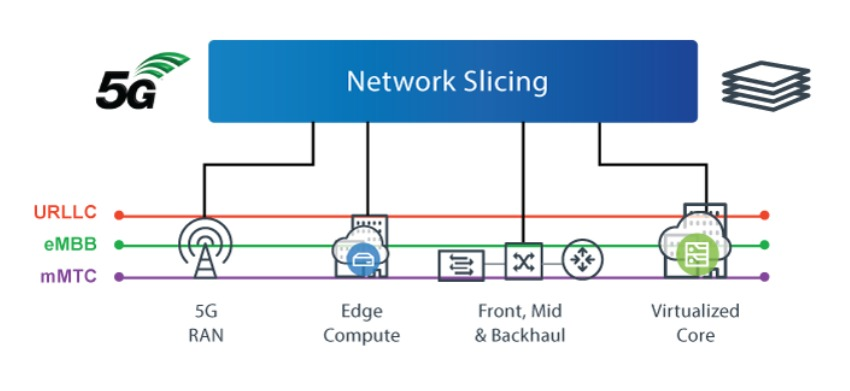 5G
Network Slicing
URLLC
eMBB
mMTC
5G
RAN
Edge
Compute
Front, Mid
& Backhaul
Virtualized
Core